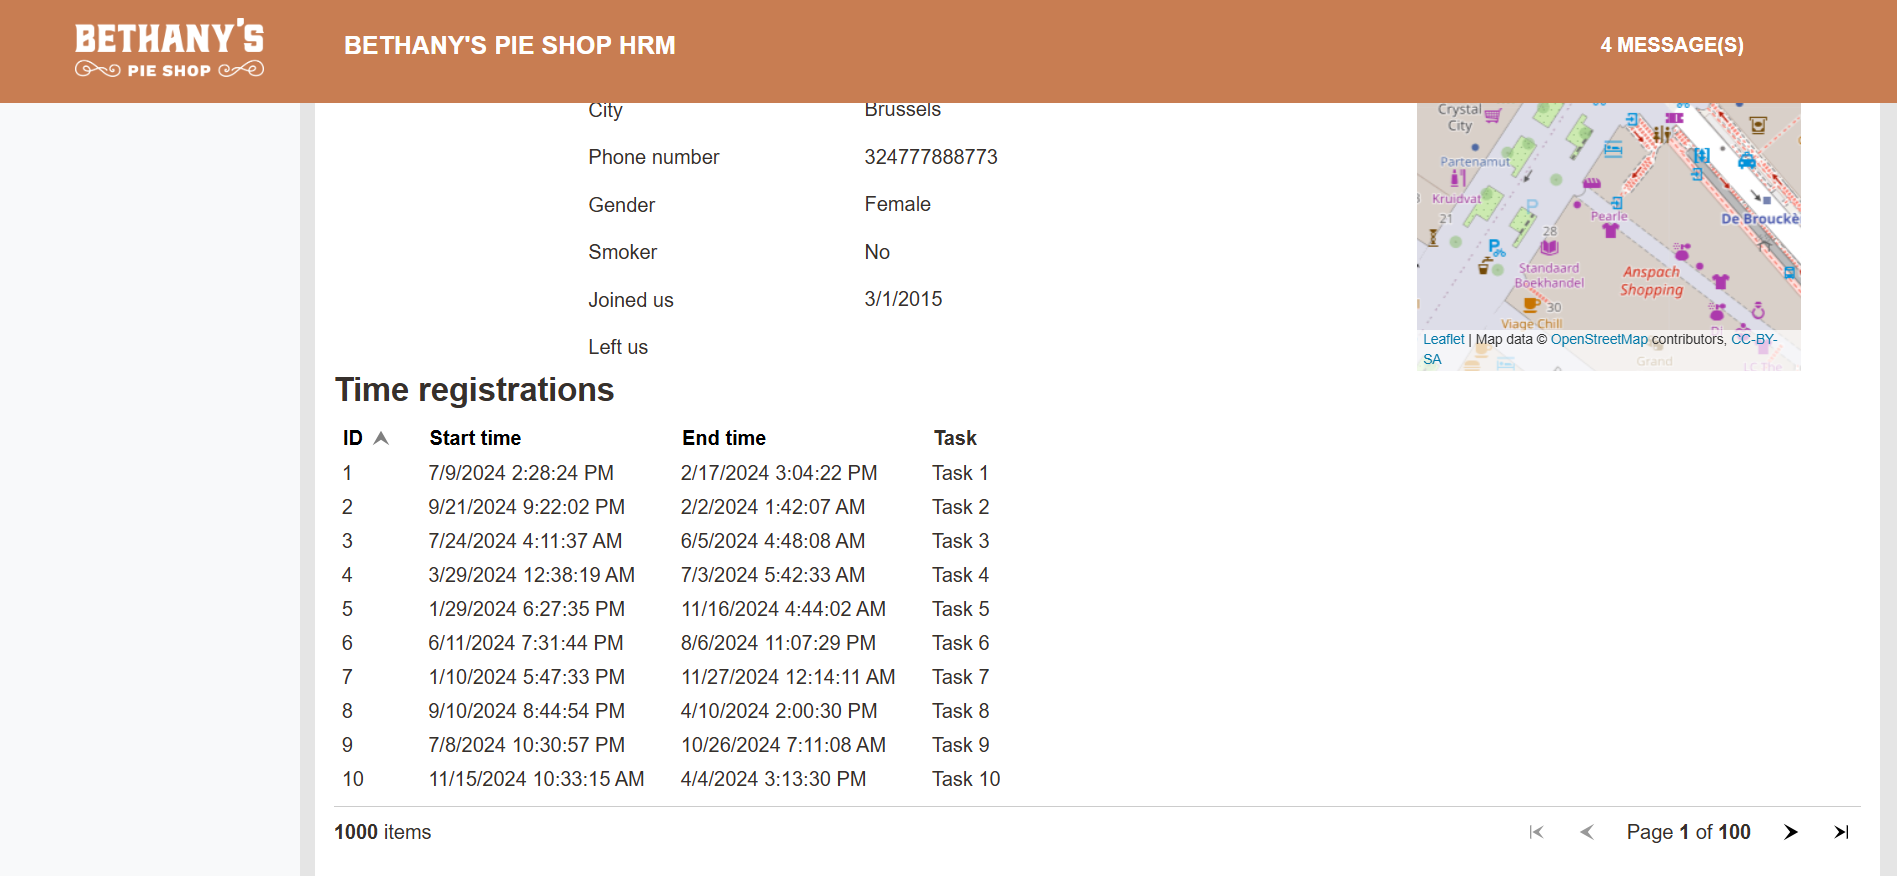 BETHANY'S
PIE SHOP
BETHANY'S PIE SHOP HRM
4 MESSAGE(S)
City Brussels
Phone number 324777888773
Gender Female
Smoker No
Joined us 3/1/2015
Left us
Crystal
City
Partenamut
Kruidvat
21
P
Pearle
De Brouckè
28
P
Standaard
Boekhandel
Anspach
Shopping
30
Viage Chill
Leaflet | Map data © OpenStreetMap contributors, CC-BY-
SA
Grand
LC The
Time registrations
ID Start time End time Task
1 7/9/2024 2:28:24 PM 2/17/2024 3:04:22 PM Task 1
2 9/21/2024 9:22:02 PM 2/2/2024 1:42:07 AM Task 2
3 7/24/2024 4:11:37 AM 6/5/2024 4:48:08 AM Task 3
4 3/29/2024 12:38:19 AM 7/3/2024 5:42:33 AM Task 4
5 1/29/2024 6:27:35 PM 11/16/2024 4:44:02 AM Task 5
6 6/11/2024 7:31:44 PM 8/6/2024 11:07:29 PM Task 6
7 1/10/2024 5:47:33 PM 11/27/2024 12:14:11 AM Task 7
8 9/10/2024 8:44:54 PM 4/10/2024 2:00:30 PM Task 8
9 7/8/2024 10:30:57 PM 10/26/2024 7:11:08 AM Task 9
10 11/15/2024 10:33:15 AM 4/4/2024 3:13:30 PM Task 10
1000 items
Page 1 of 100